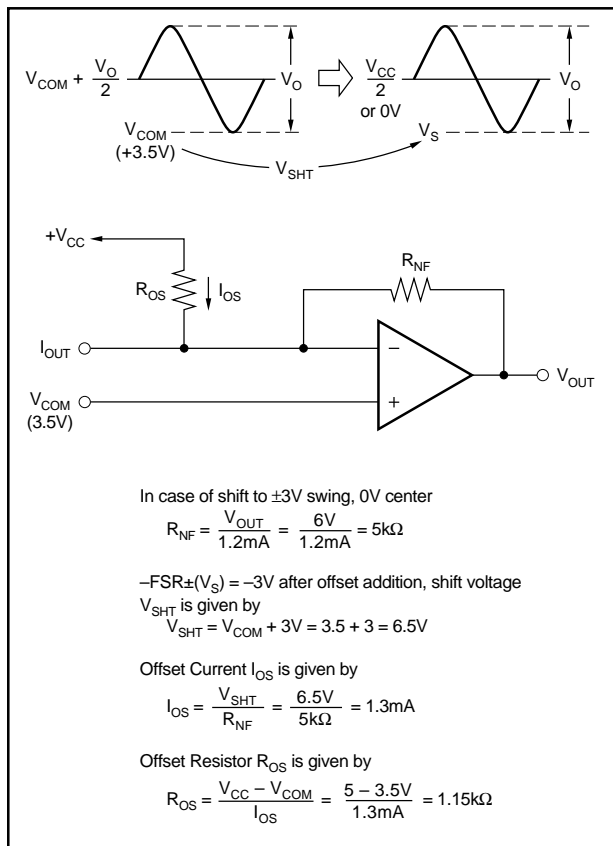 V_COM + V_O/2
V_O
V_CC/2
or 0V
V_O
V_COM
(+3.5V)
V_S
V_SHT
+V_CC
R_OS
I_OS
R_NF
I_OUT
–
V_OUT
V_COM
+
(3.5V)
In case of shift to ±3V swing, 0V center
R_NF = V_OUT/1.2mA = 6V/1.2mA = 5kΩ
–FSR±(V_S) = –3V after offset addition, shift voltage
V_SHT is given by
V_SHT = V_COM + 3V = 3.5 + 3 = 6.5V
Offset Current I_OS is given by
I_OS = V_SHT/R_NF = 6.5V/5kΩ = 1.3mA
Offset Resistor R_OS is given by
R_OS = V_CC – V_COM/I_OS = 5 – 3.5V/1.3mA = 1.15kΩ